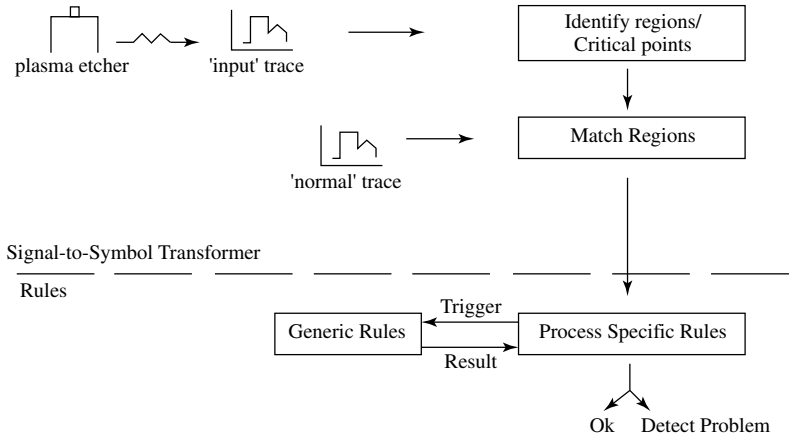 Identify regions/
Critical points
plasma etcher
'input' trace
Match Regions
'normal' trace
Signal-to-Symbol Transformer
Rules
Trigger
Generic Rules
Process Specific Rules
Result
Ok
Detect Problem